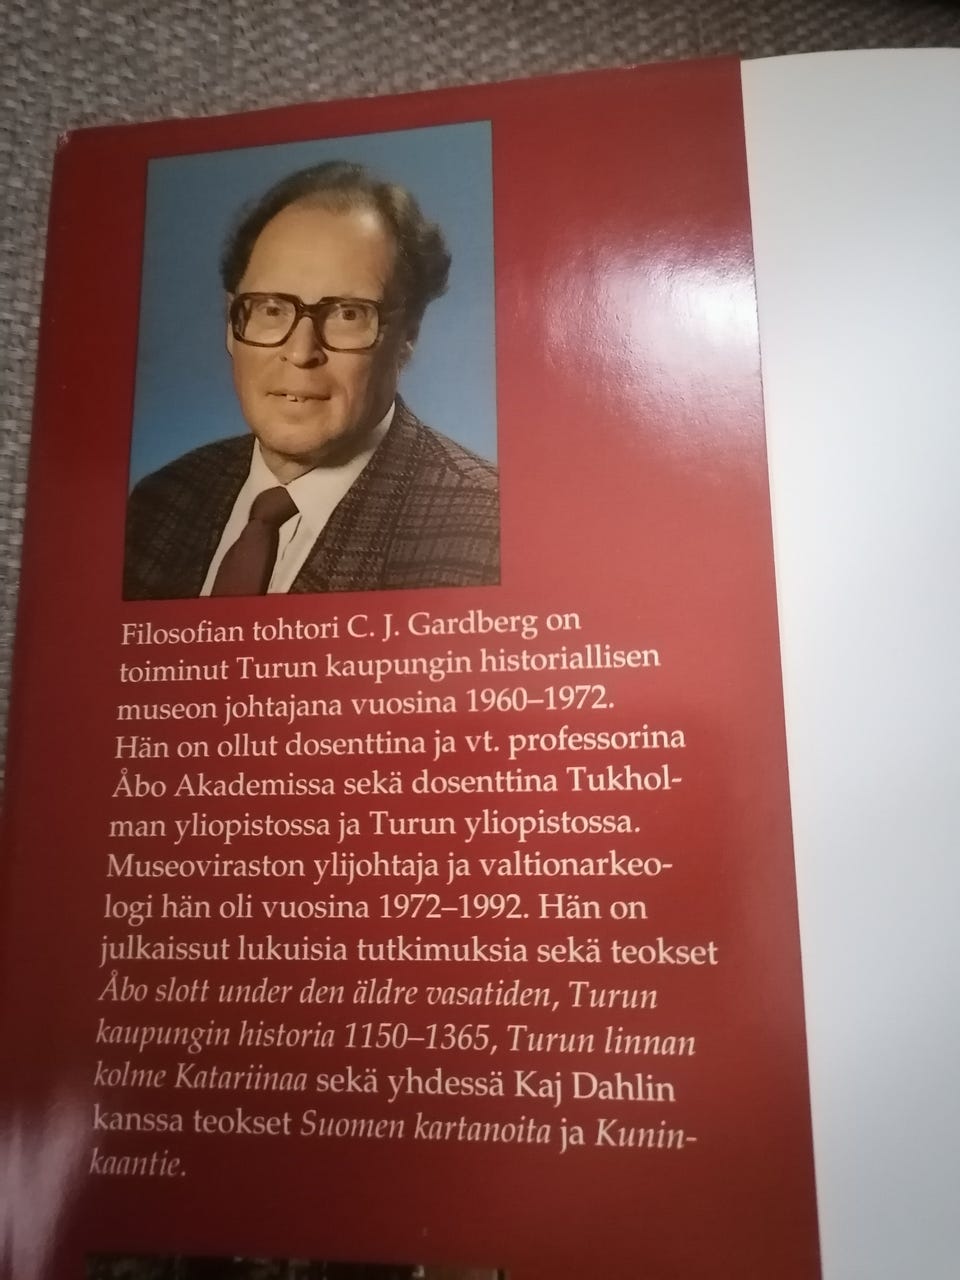 Filosofian tohtori C. J. Gardberg on
toiminut Turun kaupungin historiallisen
museon johtajana vuosina 1960–1972.
Hän on ollut dosenttina ja vt. professorina
Åbo Akademissa sekä dosenttina Tukhol-
man yliopistossa ja Turun yliopistossa.
Museoviraston ylijohtaja ja valtionarkeo-
logi hän oli vuosina 1972–1992. Hän on
julkaissut lukuisia tutkimuksia sekä teokset
Åbo slott under den äldre vasatiden, Turun
kaupungin historia 1150–1365, Turun linnan
kolme Katariinaa sekä yhdessä Kaj Dahlin
kanssa teokset Suomen kartanoita ja Kunin-
kaantie.